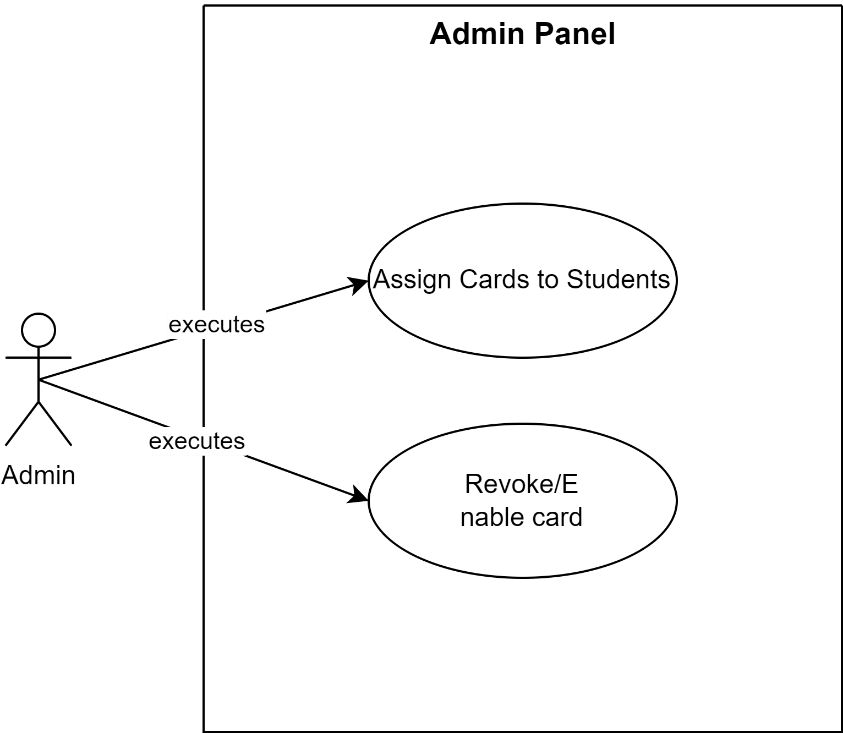 Admin Panel
Assign Cards to Students
executes
executes
Admin
Revoke/E
nable card